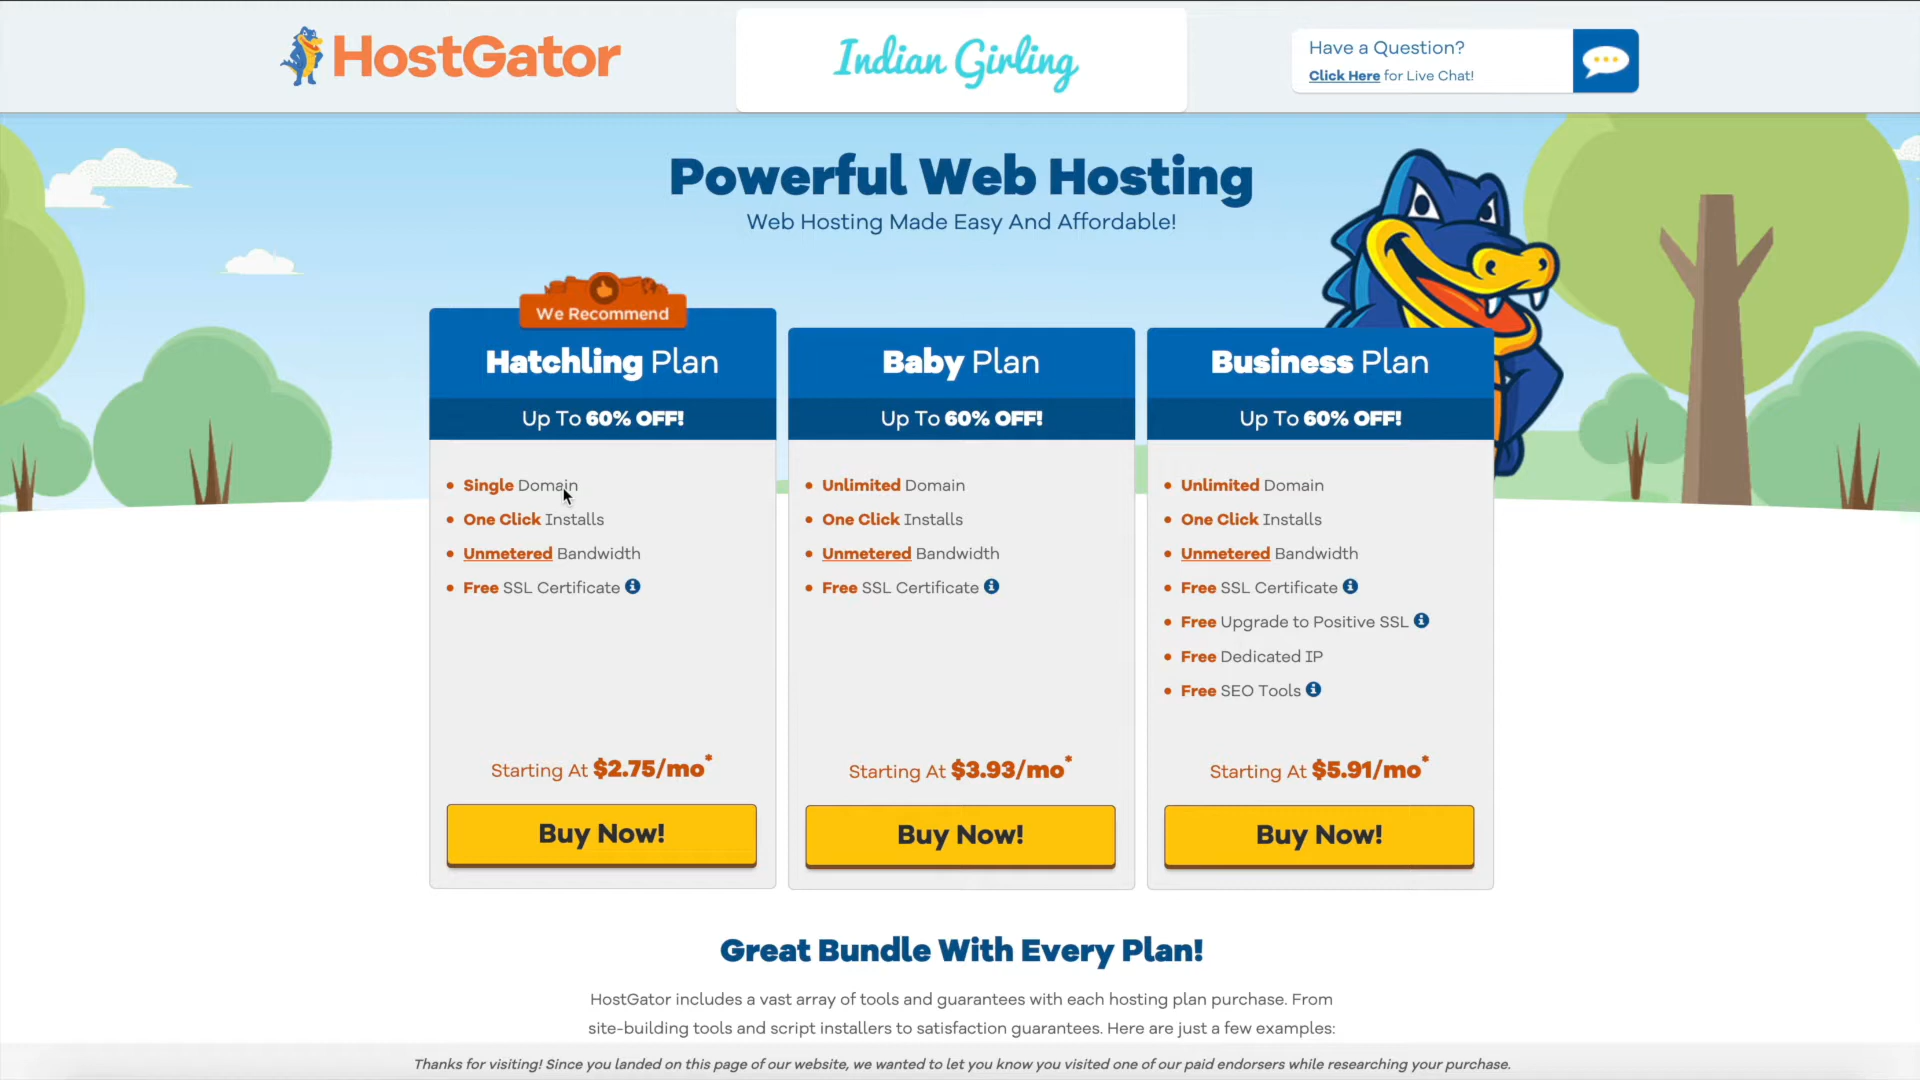 HostGator
Indian Girling
Have a Question?
Click Here for Live Chat!
Powerful Web Hosting
Web Hosting Made Easy And Affordable!
We Recommend
Hatchling Plan
Up To 60% OFF!
• Single Domain
• One Click Installs
• Unmetered Bandwidth
• Free SSL Certificate
Starting At $2.75/mo*
Buy Now!
Baby Plan
Up To 60% OFF!
• Unlimited Domain
• One Click Installs
• Unmetered Bandwidth
• Free SSL Certificate
Starting At $3.93/mo*
Buy Now!
Business Plan
Up To 60% OFF!
• Unlimited Domain
• One Click Installs
• Unmetered Bandwidth
• Free SSL Certificate
• Free Upgrade to Positive SSL
• Free Dedicated IP
• Free SEO Tools
Starting At $5.91/mo*
Buy Now!
Great Bundle With Every Plan!
HostGator includes a vast array of tools and guarantees with each hosting plan purchase. From
site-building tools and script installers to satisfaction guarantees. Here are just a few examples:
Thanks for visiting! Since you landed on this page of our website, we wanted to let you know you visited one of our paid endorsers while researching your purchase.